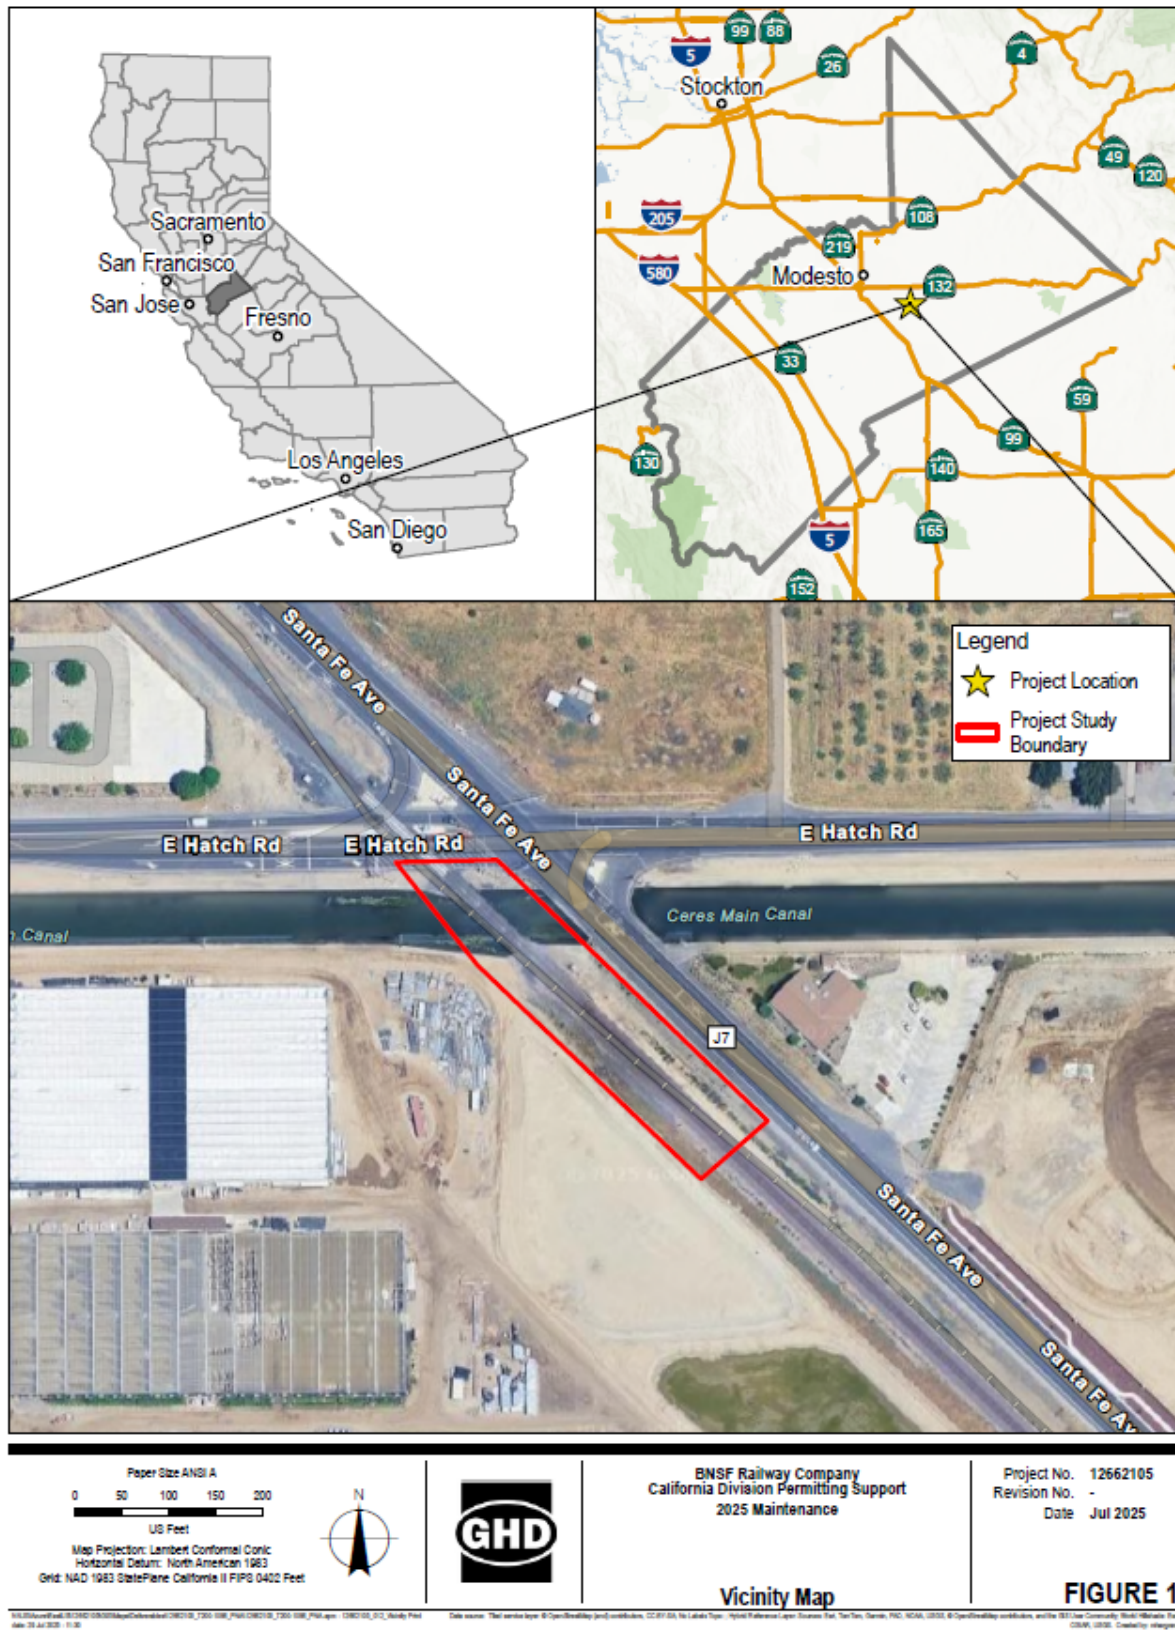 Sacramento
San Francisco
San Jose
Fresno
Los Angeles
San Diego
99
88
5
26
4
Stockton
49
120
205
108
219
580
Modesto
132
33
59
99
130
140
165
5
152
Legend
Project Location
Project Study
Boundary
Santa Fe Ave
Santa Fe Ave
E Hatch Rd
E Hatch Rd
E Hatch Rd
Canal
Ceres Main Canal
J7
Santa Fe Ave
Santa Fe Av
Paper Size ANSI A
0 50 100 150 200
US Feet
Map Projection: Lambert Conformal Conic
Horizontal Datum: North American 1983
Grid: NAD 1983 StatePlane California II FIPS 0402 Feet
N
GHD
BNSF Railway Company
California Division Permitting Support
2025 Maintenance
Vicinity Map
Project No. 12662105
Revision No. -
Date Jul 2025
FIGURE 1